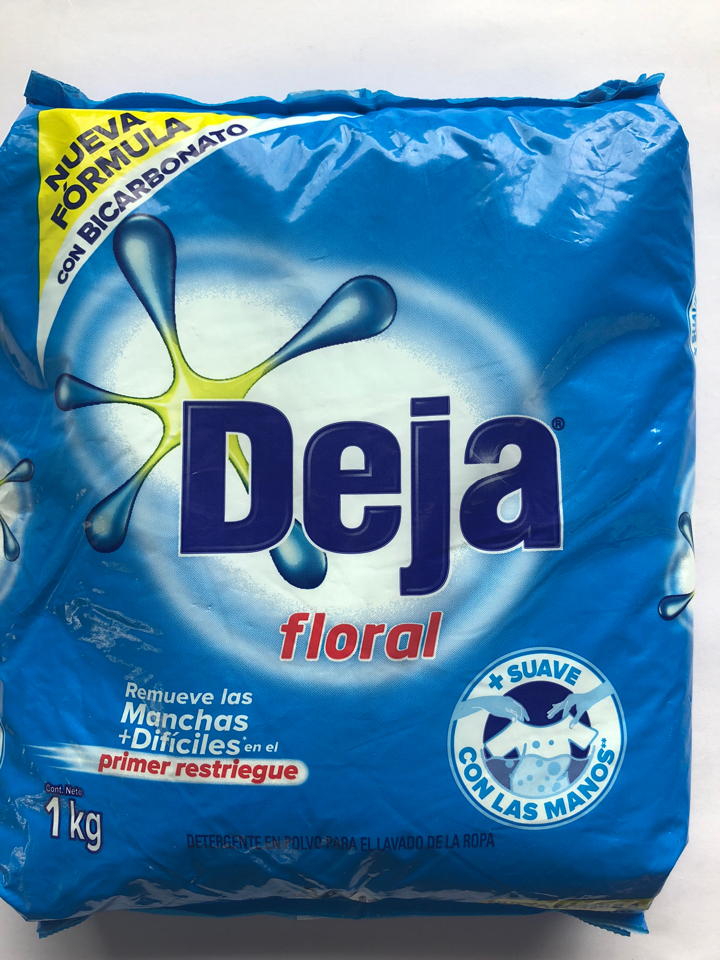 NUEVA
FÓRMULA
CON BICARBONATO
Deja®
floral
Remueve las
Manchas
+Difíciles* en el
primer restriegue
+ SUAVE
CON LAS MANOS**
Cont. Neto
1 kg
DETERGENTE EN POLVO PARA EL LAVADO DE LA ROPA